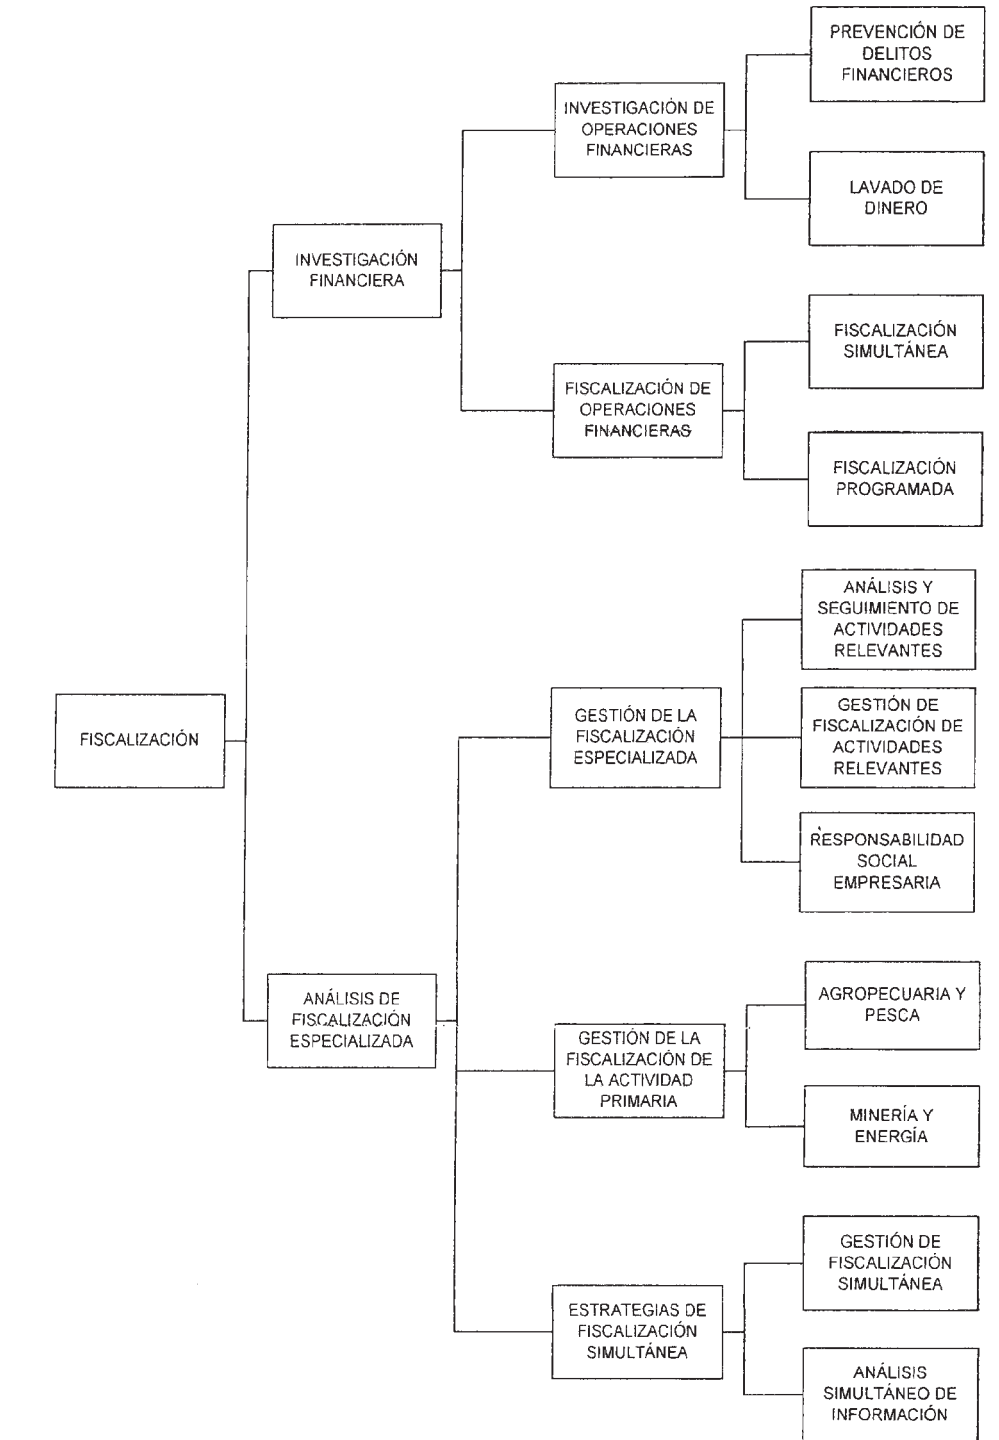 PREVENCIÓN DE
DELITOS
FINANCIEROS
INVESTIGACIÓN DE
OPERACIONES
FINANCIERAS
LAVADO DE
DINERO
INVESTIGACIÓN
FINANCIERA
FISCALIZACIÓN
SIMULTÁNEA
FISCALIZACIÓN DE
OPERACIONES
FINANCIERAS
FISCALIZACIÓN
PROGRAMADA
ANÁLISIS Y
SEGUIMIENTO DE
ACTIVIDADES
RELEVANTES
FISCALIZACIÓN
GESTIÓN DE LA
FISCALIZACIÓN
ESPECIALIZADA
GESTIÓN DE
FISCALIZACIÓN DE
ACTIVIDADES
RELEVANTES
RESPONSABILIDAD
SOCIAL
EMPRESARIA
ANÁLISIS DE
FISCALIZACIÓN
ESPECIALIZADA
AGROPECUARIA Y
PESCA
GESTIÓN DE LA
FISCALIZACIÓN DE
LA ACTIVIDAD
PRIMARIA
MINERÍA Y
ENERGÍA
GESTIÓN DE
FISCALIZACIÓN
SIMULTÁNEA
ESTRATEGIAS DE
FISCALIZACIÓN
SIMULTÁNEA
ANÁLISIS
SIMULTÁNEO DE
INFORMACIÓN